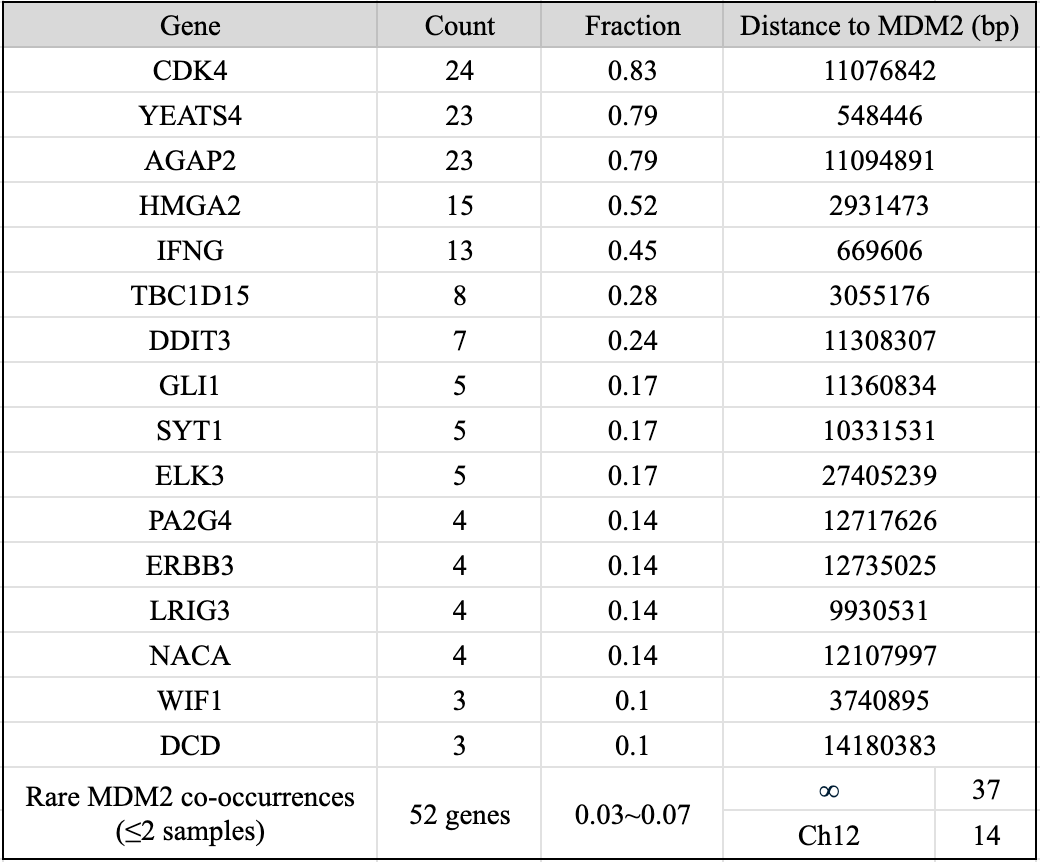 Gene Count Fraction Distance to MDM2 (bp)
CDK4 24 0.83 11076842
YEATS4 23 0.79 548446
AGAP2 23 0.79 11094891
HMGA2 15 0.52 2931473
IFNG 13 0.45 669606
TBC1D15 8 0.28 3055176
DDIT3 7 0.24 11308307
GLI1 5 0.17 11360834
SYT1 5 0.17 10331531
ELK3 5 0.17 27405239
PA2G4 4 0.14 12717626
ERBB3 4 0.14 12735025
LRIG3 4 0.14 9930531
NACA 4 0.14 12107997
WIF1 3 0.1 3740895
DCD 3 0.1 14180383
Rare MDM2 co-occurrences
(≤2 samples)
52 genes 0.03~0.07
∞ 37
Ch12 14